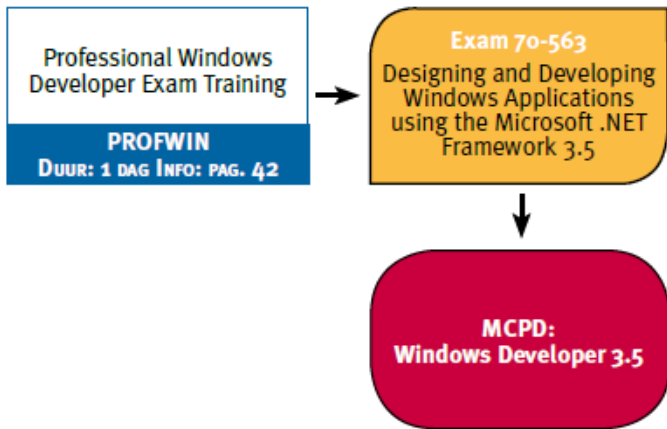 Professional Windows
Developer Exam Training
PROFWIN
DUUR: 1 DAG INFO: PAG. 42
Exam 70-563
Designing and Developing
Windows Applications
using the Microsoft .NET
Framework 3.5
MCPD:
Windows Developer 3.5